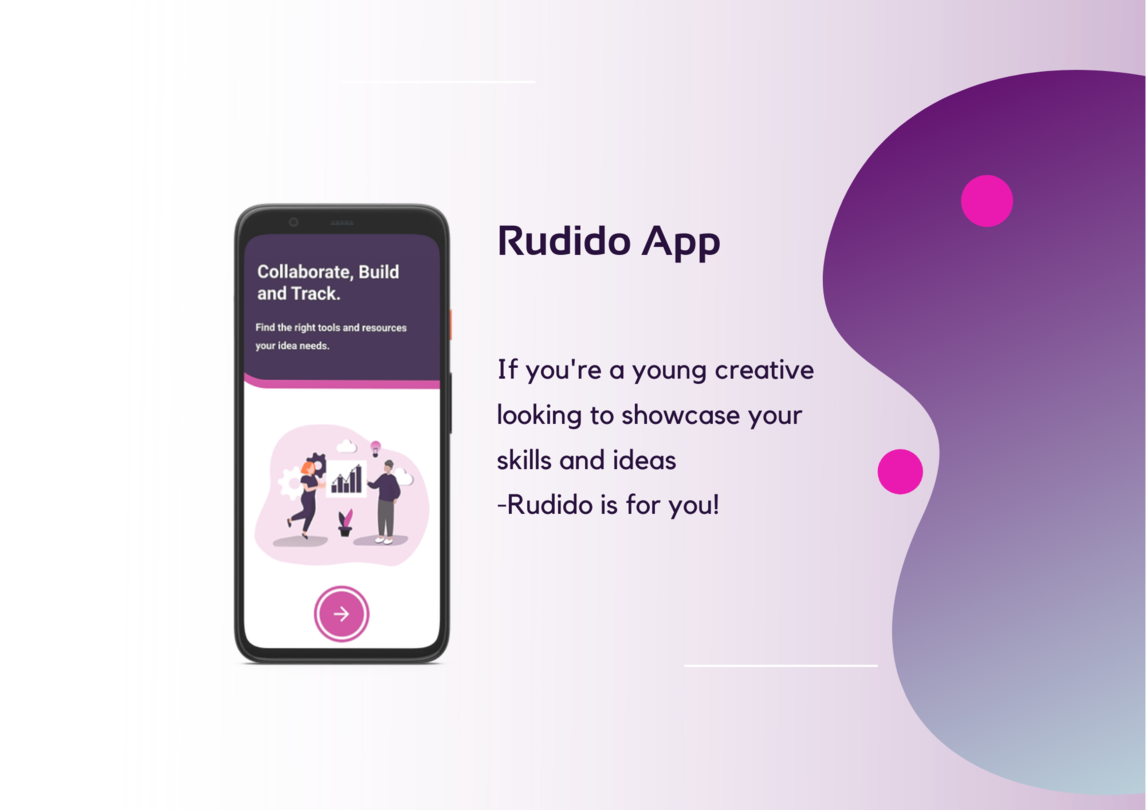 Collaborate, Build
and Track.
Find the right tools and resources
your idea needs.
Rudido App
If you're a young creative
looking to showcase your
skills and ideas
-Rudido is for you!